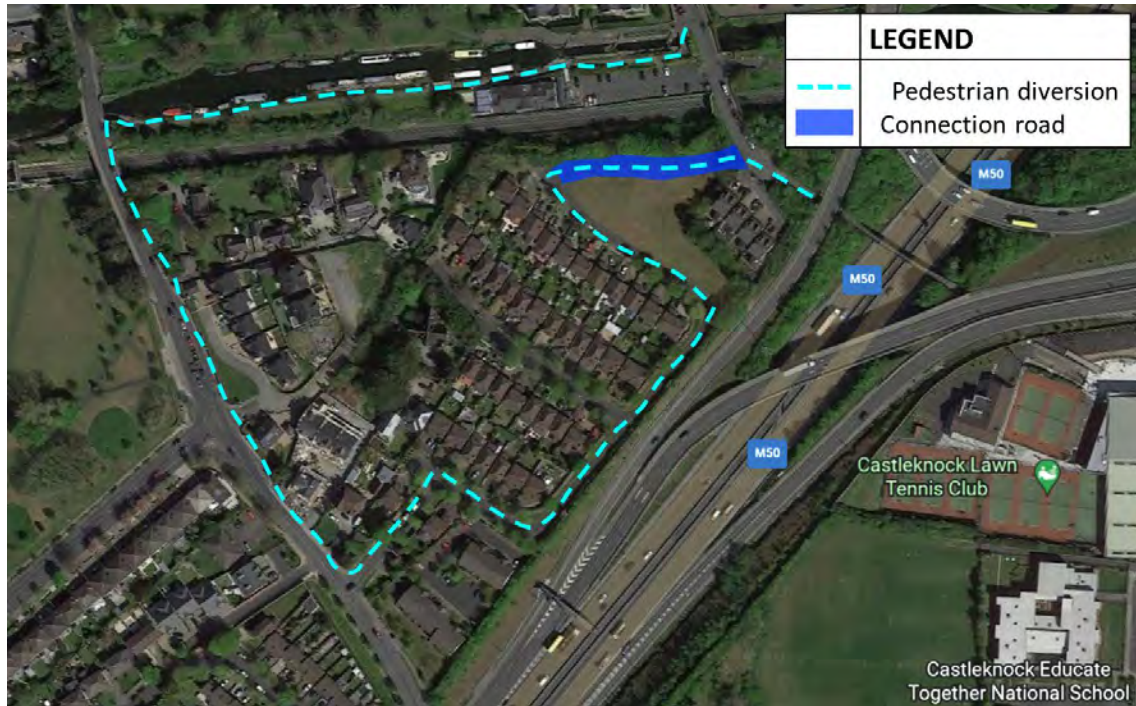 LEGEND
Pedestrian diversion
Connection road
M50
M50
M50
Castleknock Lawn
Tennis Club
Castleknock Educate
Together National School